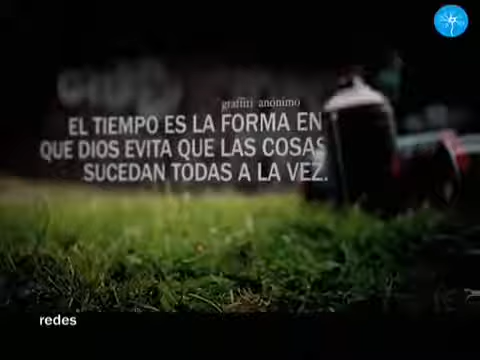 graffiti anónimo
EL TIEMPO ES LA FORMA EN
QUE DIOS EVITA QUE LAS COSAS
SUCEDAN TODAS A LA VEZ.
redes